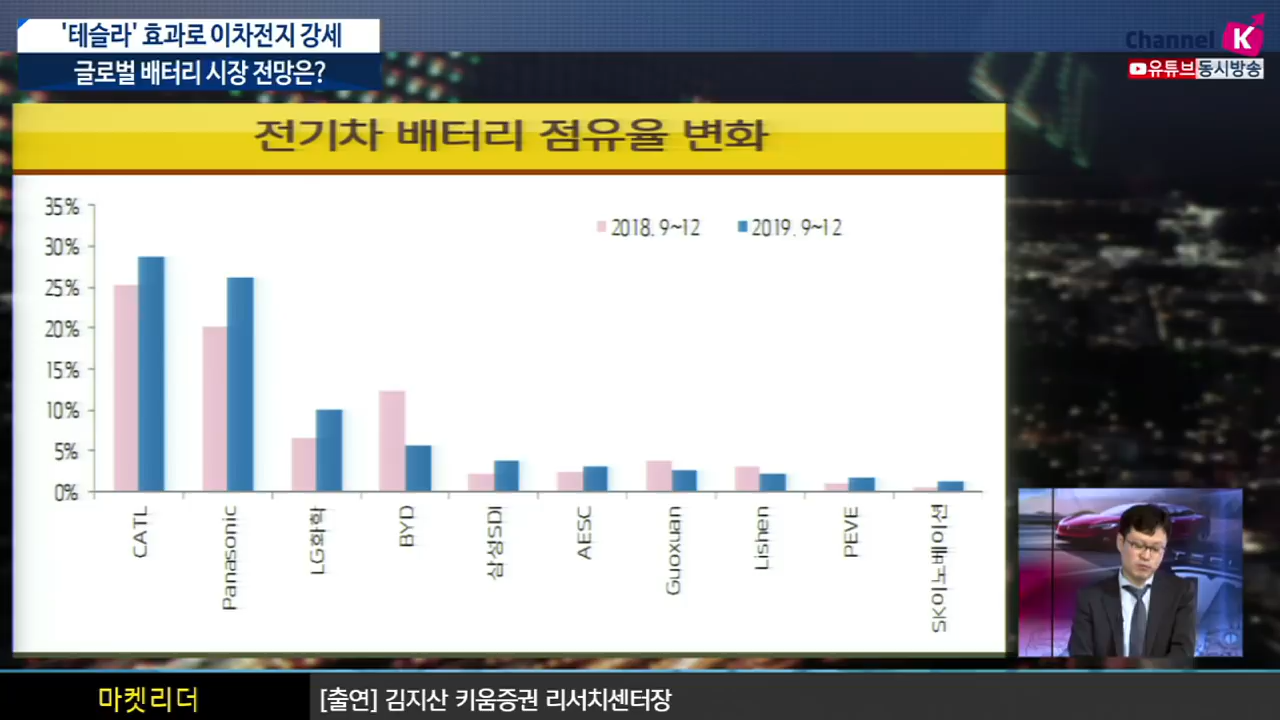 '테슬라' 효과로 이차전지 강세
글로벌 배터리 시장 전망은?
Channel K
유튜브 동시방송
전기차 배터리 점유율 변화
2018. 9~12
2019. 9~12
35%
30%
25%
20%
15%
10%
5%
0%
CATL
Panasonic
LG화학
BYD
삼성SDI
AESC
Guoxuan
Lishen
PEVE
SK이노베이션
마켓리더
[출연] 김지산 키움증권 리서치센터장